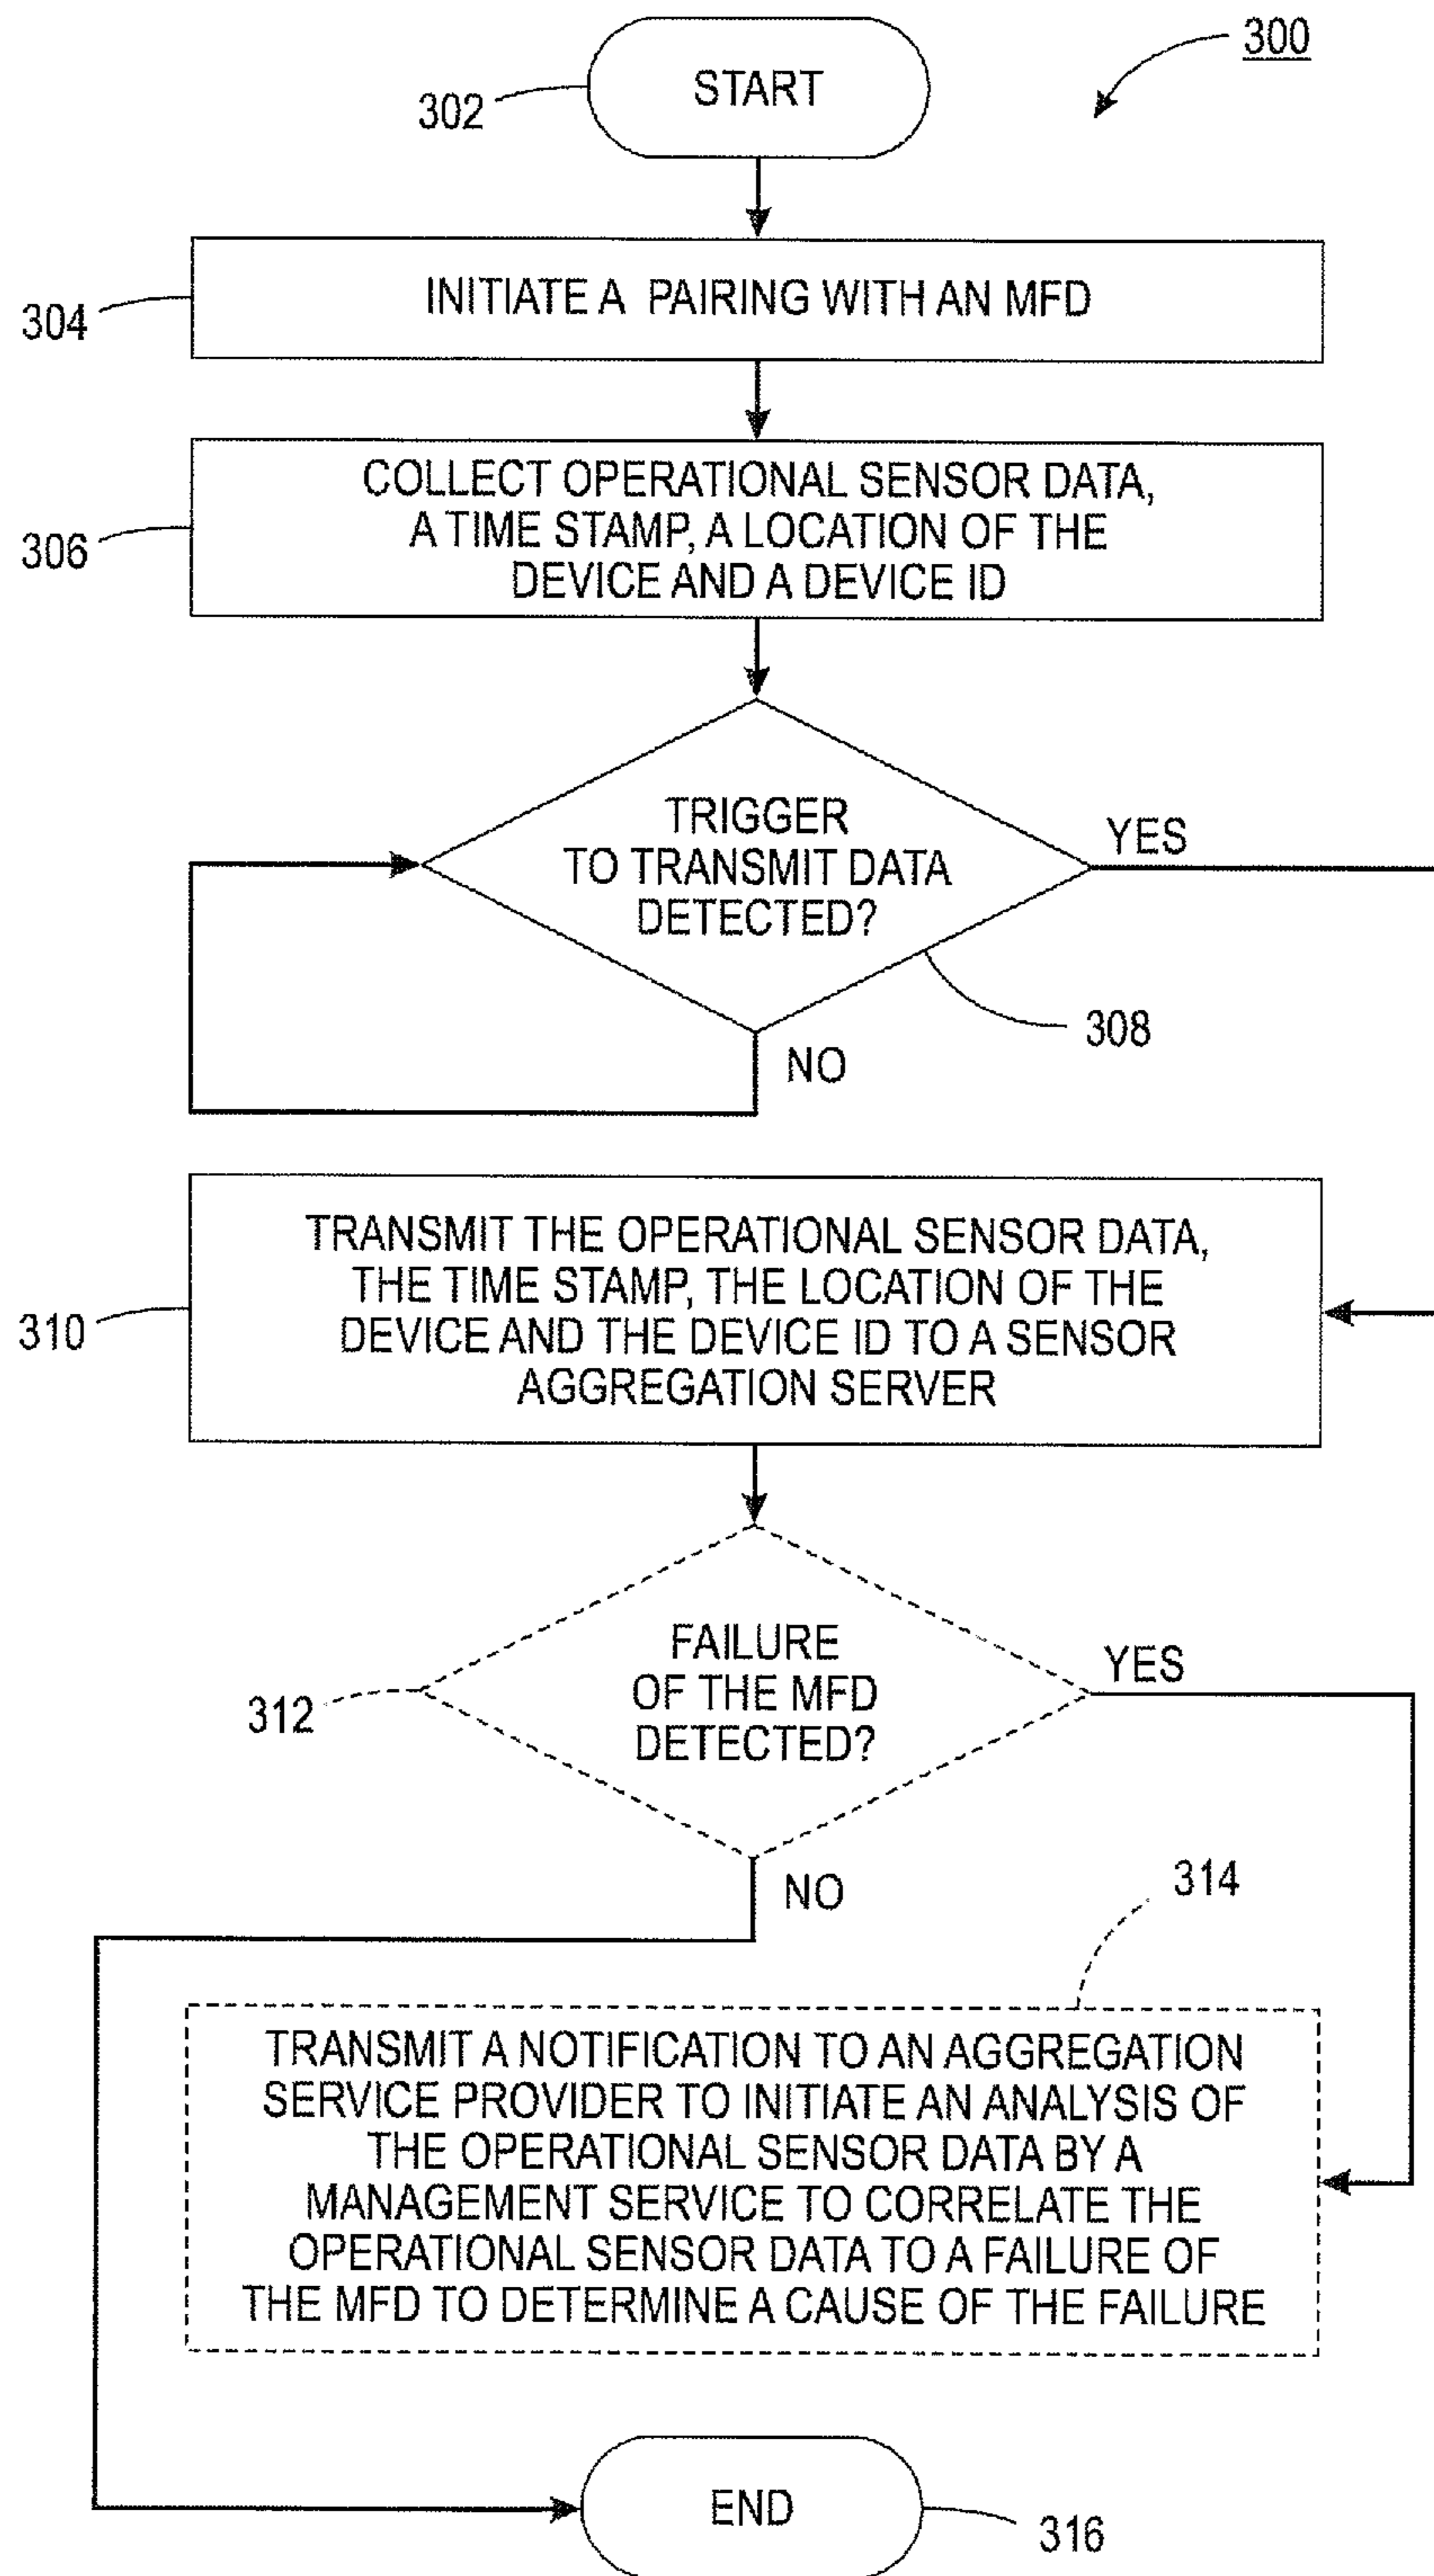 300
START
302
INITIATE A PAIRING WITH AN MFD
304
COLLECT OPERATIONAL SENSOR DATA,
A TIME STAMP, A LOCATION OF THE
DEVICE AND A DEVICE ID
306
TRIGGER
TO TRANSMIT DATA
DETECTED?
YES
308
NO
TRANSMIT THE OPERATIONAL SENSOR DATA,
THE TIME STAMP, THE LOCATION OF THE
DEVICE AND THE DEVICE ID TO A SENSOR
AGGREGATION SERVER
310
FAILURE
OF THE MFD
DETECTED?
YES
312
NO
314
TRANSMIT A NOTIFICATION TO AN AGGREGATION
SERVICE PROVIDER TO INITIATE AN ANALYSIS OF
THE OPERATIONAL SENSOR DATA BY A
MANAGEMENT SERVICE TO CORRELATE THE
OPERATIONAL SENSOR DATA TO A FAILURE OF
THE MFD TO DETERMINE A CAUSE OF THE FAILURE
END
316